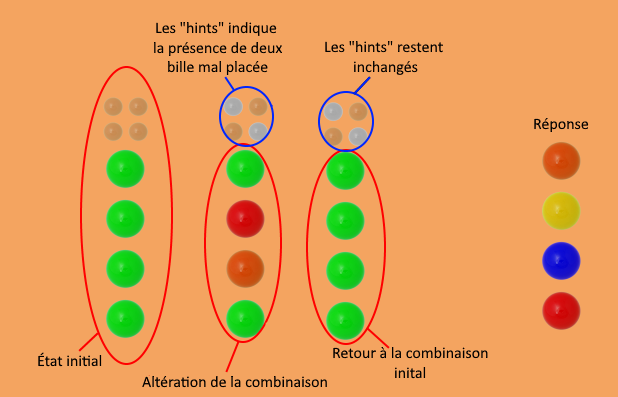 Les "hints" indique
la présence de deux
bille mal placée
Les "hints" restent
inchangés
Réponse
État initial
Altération de la combinaison
Retour à la combinaison
inital